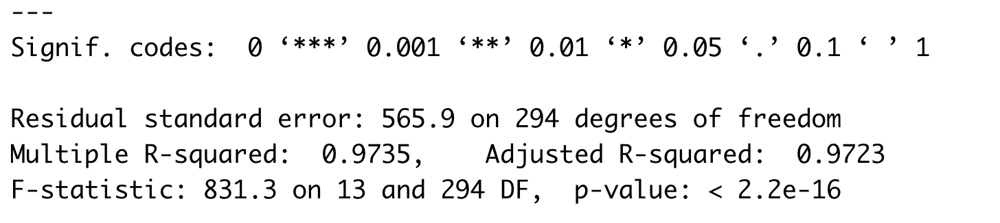 ---
Signif. codes:  0 ‘***’ 0.001 ‘**’ 0.01 ‘*’ 0.05 ‘.’ 0.1 ‘ ’ 1

Residual standard error: 565.9 on 294 degrees of freedom
Multiple R-squared:  0.9735,    Adjusted R-squared:  0.9723
F-statistic: 831.3 on 13 and 294 DF,  p-value: < 2.2e-16